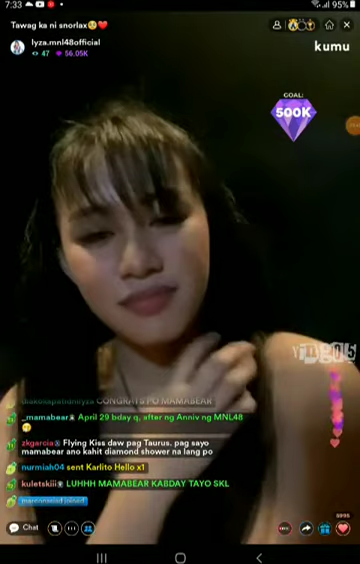 7:33
95%
Tawag ka ni snorlax🥺❤️
lyza.mnl48official
47 56.05K
kumu
GOAL:
500K
CONGRATS PO MAMABEAR
_mamabear April 29 bday q, after ng Anniv ng MNL48
zkgarcia Flying Kiss daw pag Taurus. pag sayo
mamabear ano kahit diamond shower na lang po
nurmiah04 sent Karlito Hello x1
kuletskiii LUHHH MAMABEAR KABDAY TAYO SKL
joined
Chat